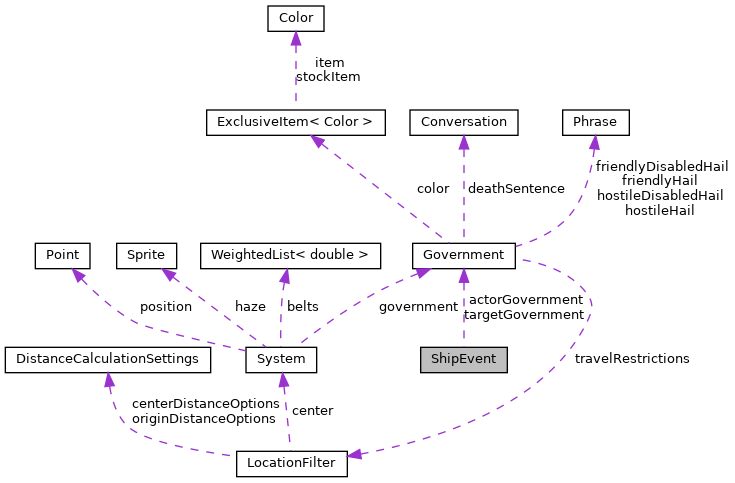 Color
item
stockItem
ExclusiveItem< Color >
Conversation
Phrase
color
deathSentence
friendlyDisabledHail
friendlyHail
hostileDisabledHail
hostileHail
Point
Sprite
WeightedList< double >
Government
position
haze
belts
government
actorGovernment
targetGovernment
DistanceCalculationSettings
System
ShipEvent
travelRestrictions
centerDistanceOptions
originDistanceOptions
center
LocationFilter